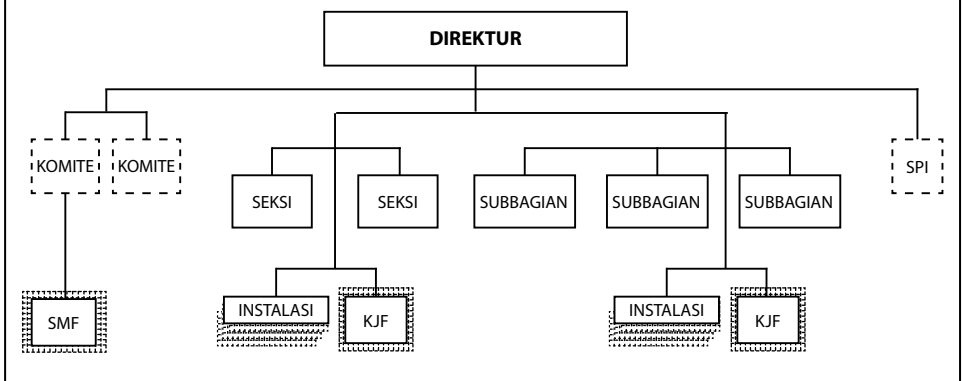 DIREKTUR
KOMITE
KOMITE
SPI
SEKSI
SEKSI
SUBBAGIAN
SUBBAGIAN
SUBBAGIAN
SMF
INSTALASI
KJF
INSTALASI
KJF